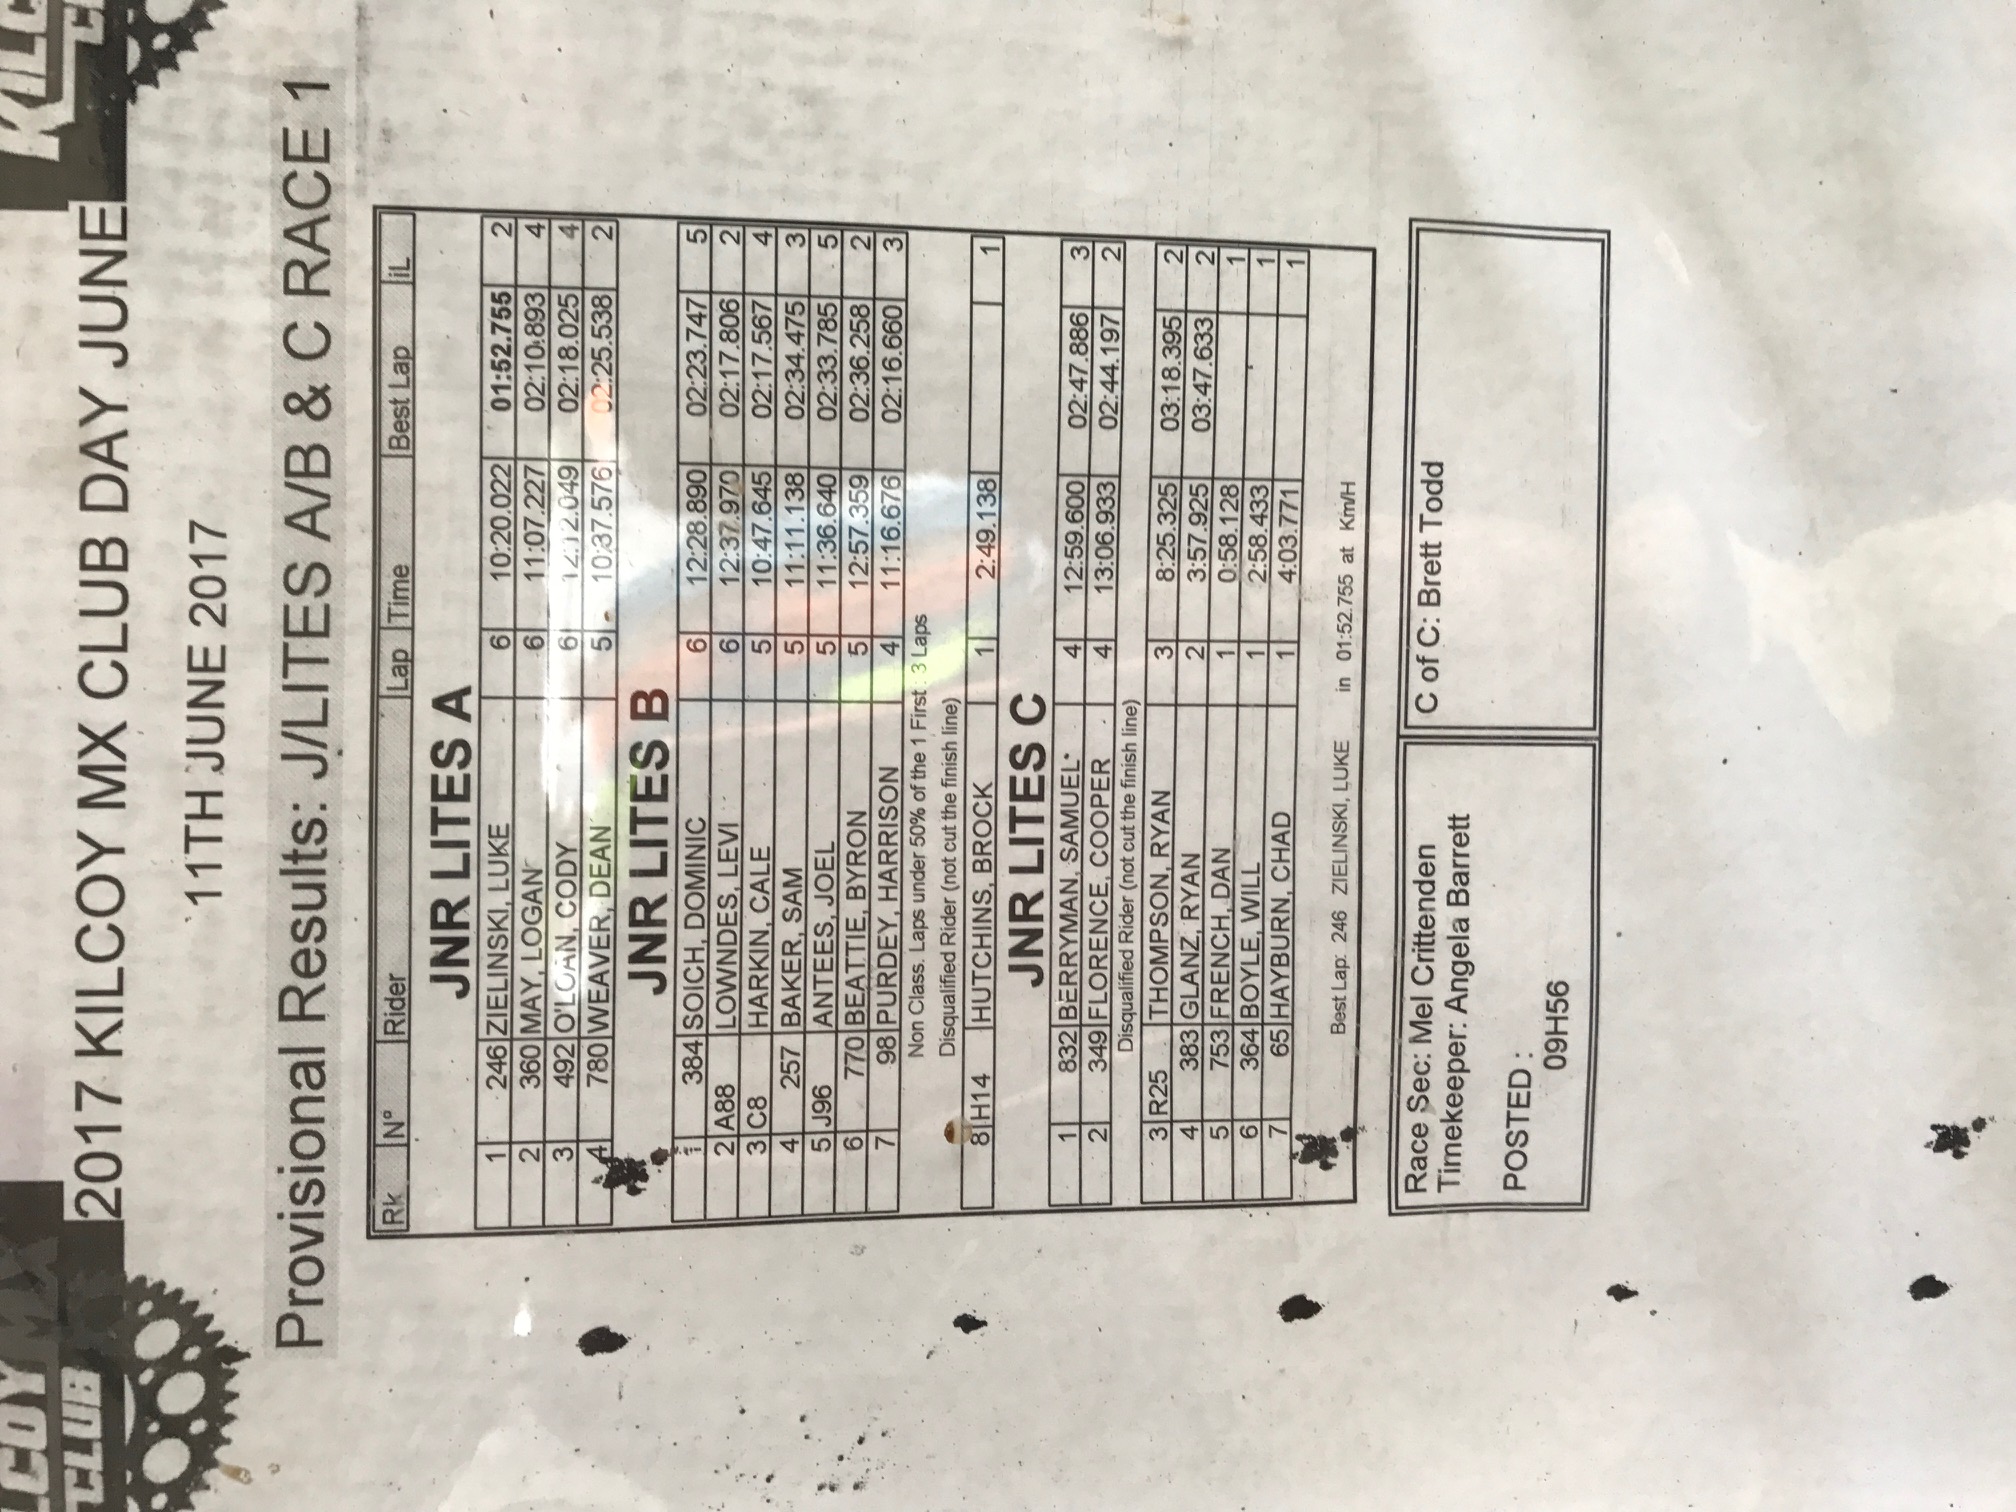 COY MX
CLUB
KILC
CL
2017 KILCOY MX CLUB DAY JUNE
11TH JUNE 2017
Provisional Results: J/LITES A/B & C RACE 1
Rk N° Rider Lap Time Best Lap iL
JNR LITES A
1 246 ZIELINSKI, LUKE 6 10:20.022 01:52.755 2
2 360 MAY, LOGAN 6 11:07.227 02:10.893 4
3 492 O'LOAN, CODY 6 12:12.049 02:18.025 4
4 780 WEAVER, DEAN 5 10:37.576 02:25.538 2
JNR LITES B
1 384 SOICH, DOMINIC 6 12:28.890 02:23.747 5
2 A88 LOWNDES, LEVI 6 12:37.970 02:17.806 2
3 C8 HARKIN, CALE 5 10:47.645 02:17.567 4
4 257 BAKER, SAM 5 11:11.138 02:34.475 3
5 J96 ANTEES, JOEL 5 11:36.640 02:33.785 5
6 770 BEATTIE, BYRON 5 12:57.359 02:36.258 2
7 98 PURDEY, HARRISON 4 11:16.676 02:16.660 3
Non Class. Laps under 50% of the 1 First : 3 Laps
Disqualified Rider (not cut the finish line)
8 H14 HUTCHINS, BROCK 1 2:49.138 1
JNR LITES C
1 832 BERRYMAN, SAMUEL 4 12:59.600 02:47.886 3
2 349 FLORENCE, COOPER 4 13:06.933 02:44.197 2
Disqualified Rider (not cut the finish line)
3 R25 THOMPSON, RYAN 3 8:25.325 03:18.395 2
4 383 GLANZ, RYAN 2 3:57.925 03:47.633 2
5 753 FRENCH, DAN 1 0:58.128 1
6 364 BOYLE, WILL 1 2:58.433 1
7 65 HAYBURN, CHAD 1 4:03.771 1
Best Lap: 246 ZIELINSKI, LUKE in 01:52.755 at Km/H
Race Sec: Mel Crittenden
Timekeeper: Angela Barrett
C of C: Brett Todd
POSTED :
09H56